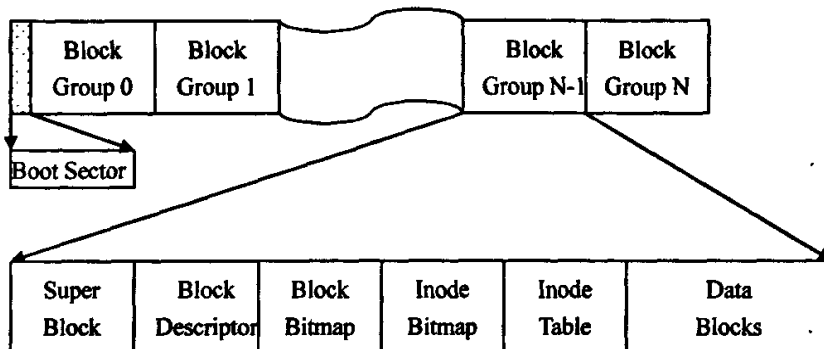 Block Block Block Block
Group 0 Group 1 Group N-1 Group N
Boot Sector
Super Block Block Inode Inode Data
Block Descriptor Bitmap Bitmap Table Blocks